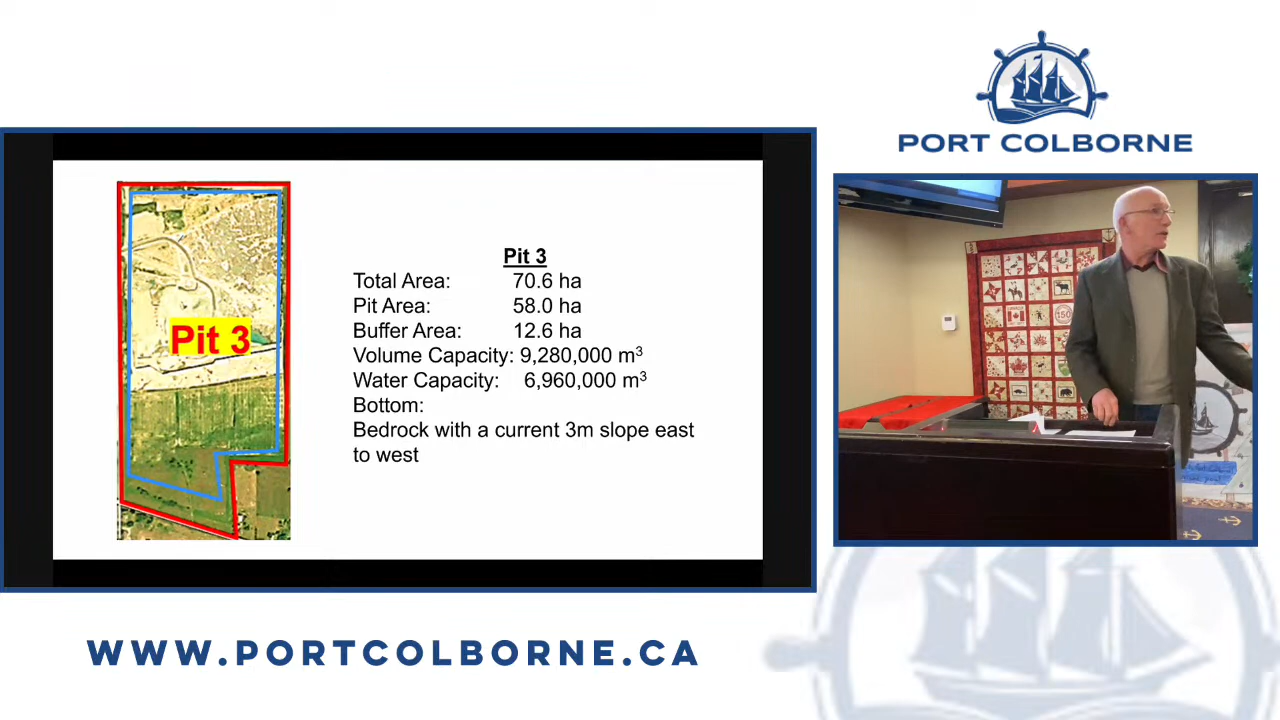 PORT COLBORNE
Pit 3
Pit 3
Total Area: 70.6 ha
Pit Area: 58.0 ha
Buffer Area: 12.6 ha
Volume Capacity: 9,280,000 m³
Water Capacity: 6,960,000 m³
Bottom:
Bedrock with a current 3m slope east
to west
150
WWW.PORTCOLBORNE.CA